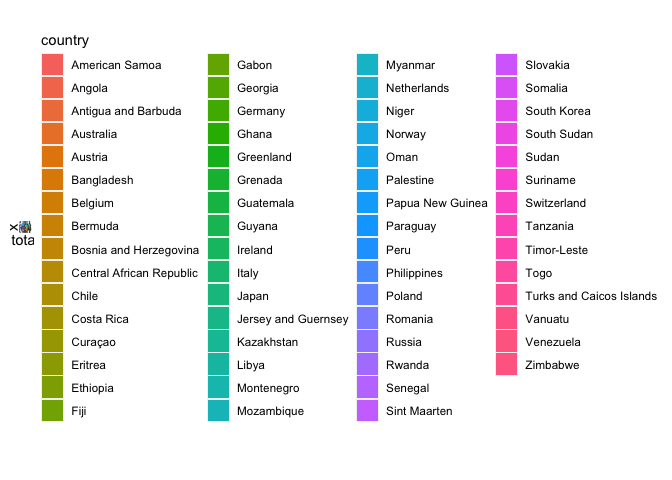 country
American Samoa
Angola
Antigua and Barbuda
Australia
Austria
Bangladesh
Belgium
Bermuda
Bosnia and Herzegovina
Central African Republic
Chile
Costa Rica
Curaçao
Eritrea
Ethiopia
Fiji
Gabon
Georgia
Germany
Ghana
Greenland
Grenada
Guatemala
Guyana
Ireland
Italy
Japan
Jersey and Guernsey
Kazakhstan
Libya
Montenegro
Mozambique
Myanmar
Netherlands
Niger
Norway
Oman
Palestine
Papua New Guinea
Paraguay
Peru
Philippines
Poland
Romania
Russia
Rwanda
Senegal
Sint Maarten
Slovakia
Somalia
South Korea
South Sudan
Sudan
Suriname
Switzerland
Tanzania
Timor-Leste
Togo
Turks and Caicos Islands
Vanuatu
Venezuela
Zimbabwe
x
tota